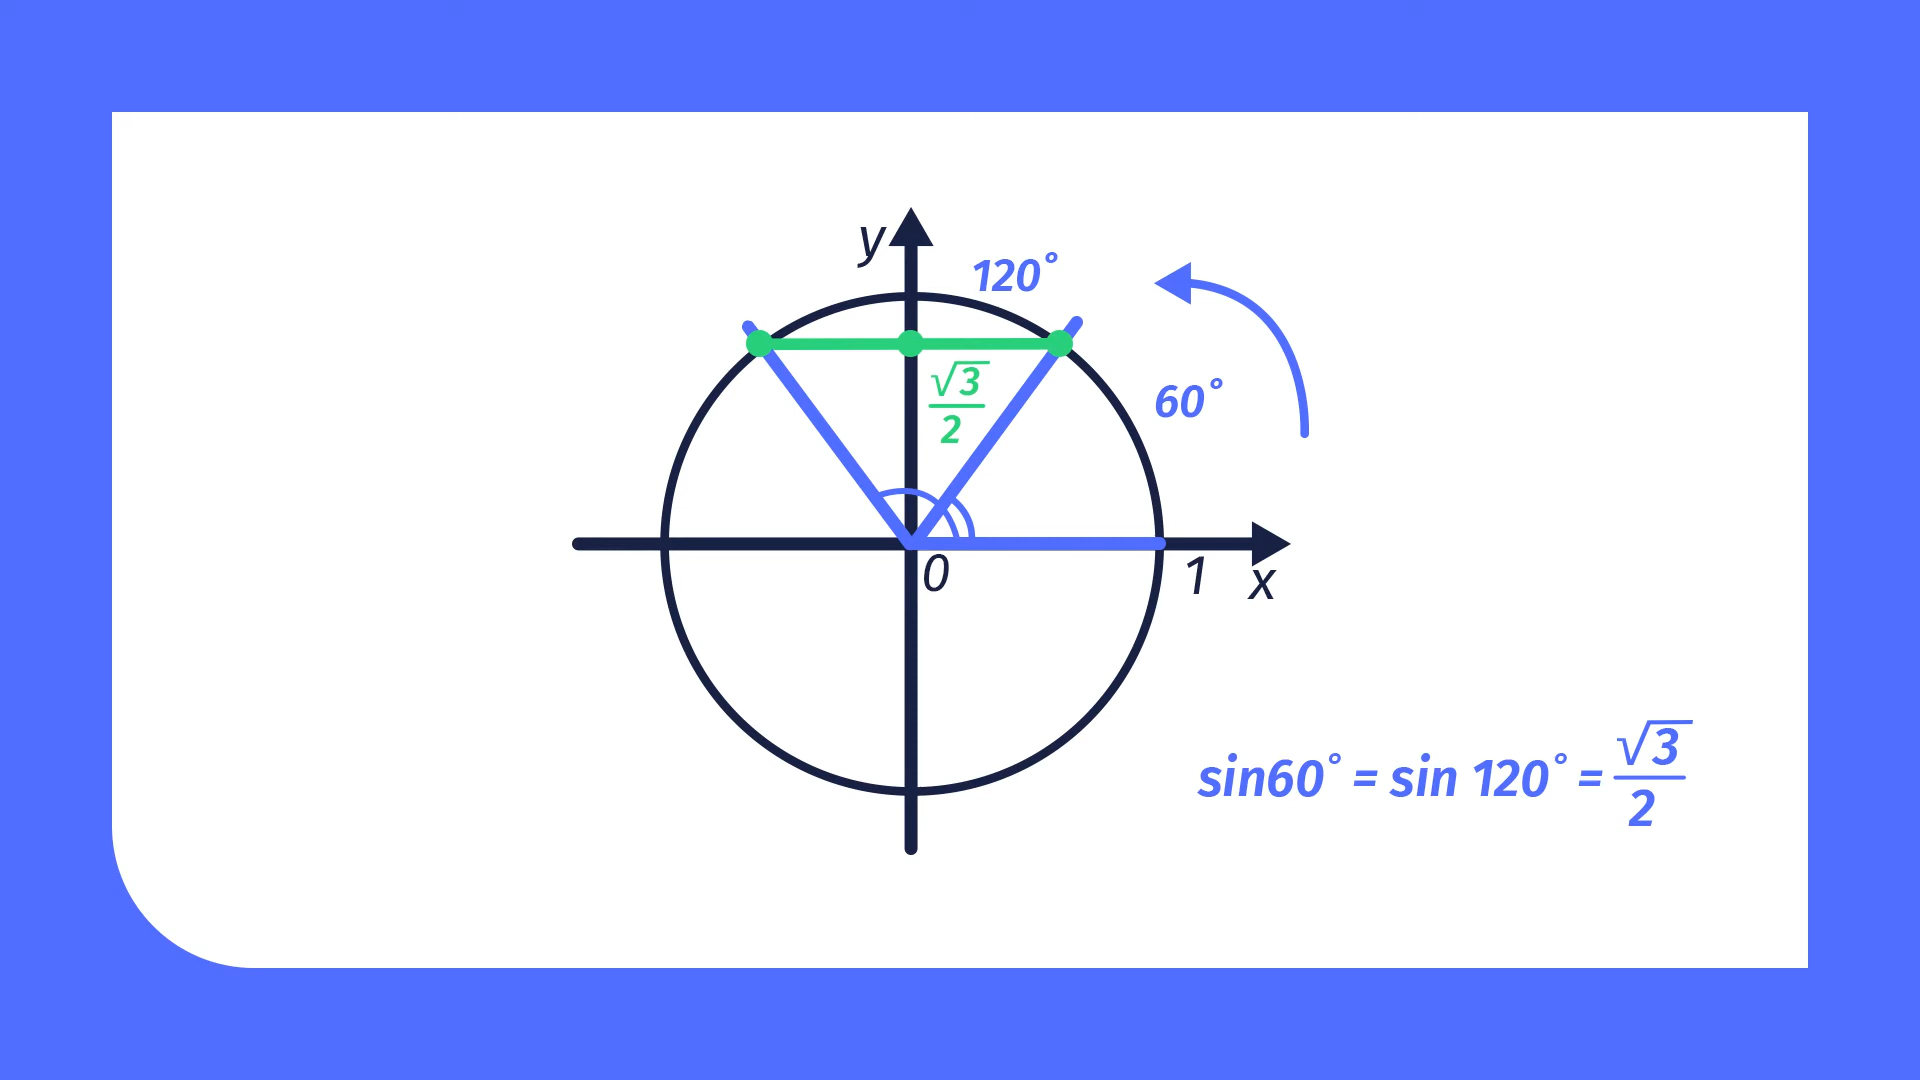 y
120°
60°
√3/2
0
1
x
sin60° = sin 120° = √3/2